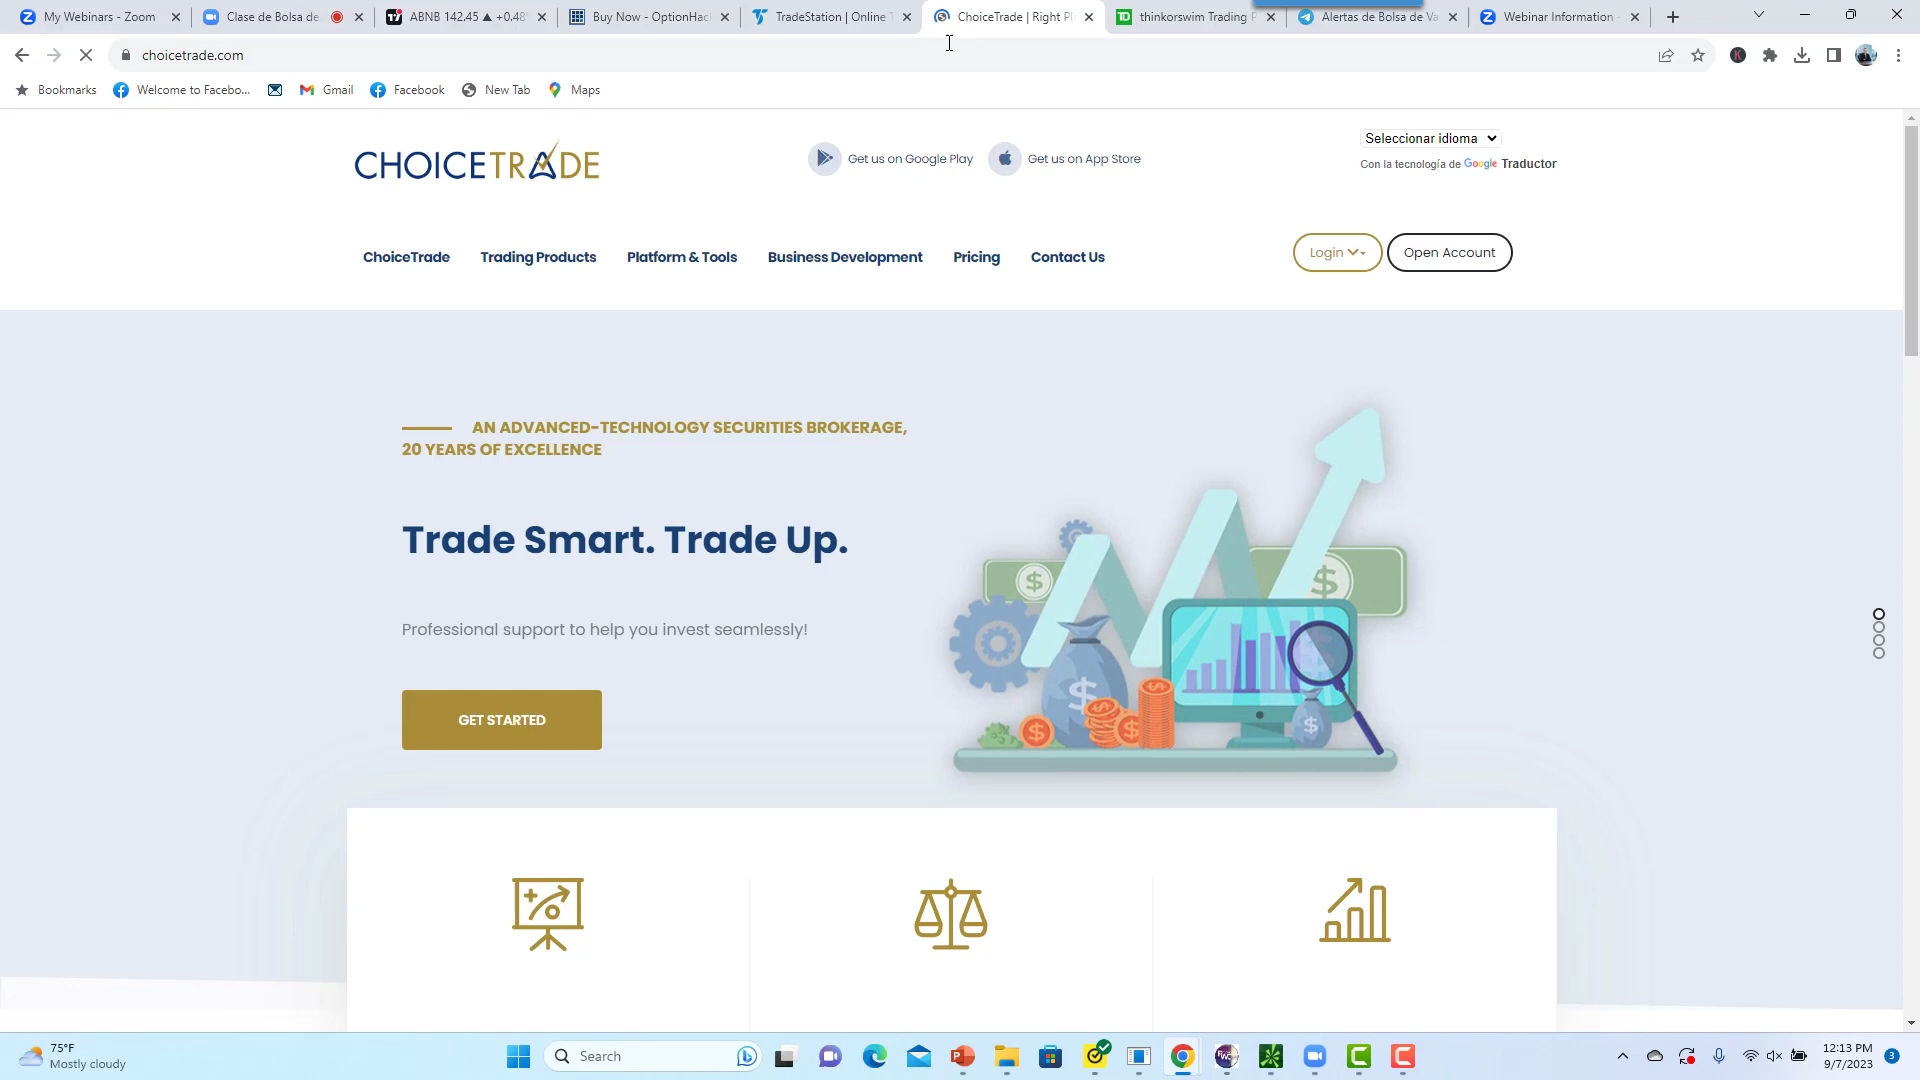 My Webinars - Zoom
Clase de Bolsa de
ABNB 142.45 ▲ +0.48
Buy Now - OptionHac
TradeStation | Online T
ChoiceTrade | Right Pl
thinkorswim Trading P
Alertas de Bolsa de Va
Webinar Information -
choicetrade.com
Bookmarks
Welcome to Facebo...
Gmail
Facebook
New Tab
Maps
CHOICETRADE
Get us on Google Play
Get us on App Store
Seleccionar idioma
Con la tecnología de Google Traductor
ChoiceTrade
Trading Products
Platform & Tools
Business Development
Pricing
Contact Us
Login
Open Account
AN ADVANCED-TECHNOLOGY SECURITIES BROKERAGE,
20 YEARS OF EXCELLENCE
Trade Smart. Trade Up.
Professional support to help you invest seamlessly!
GET STARTED
75°F
Mostly cloudy
Search
12:13 PM
9/7/2023
3